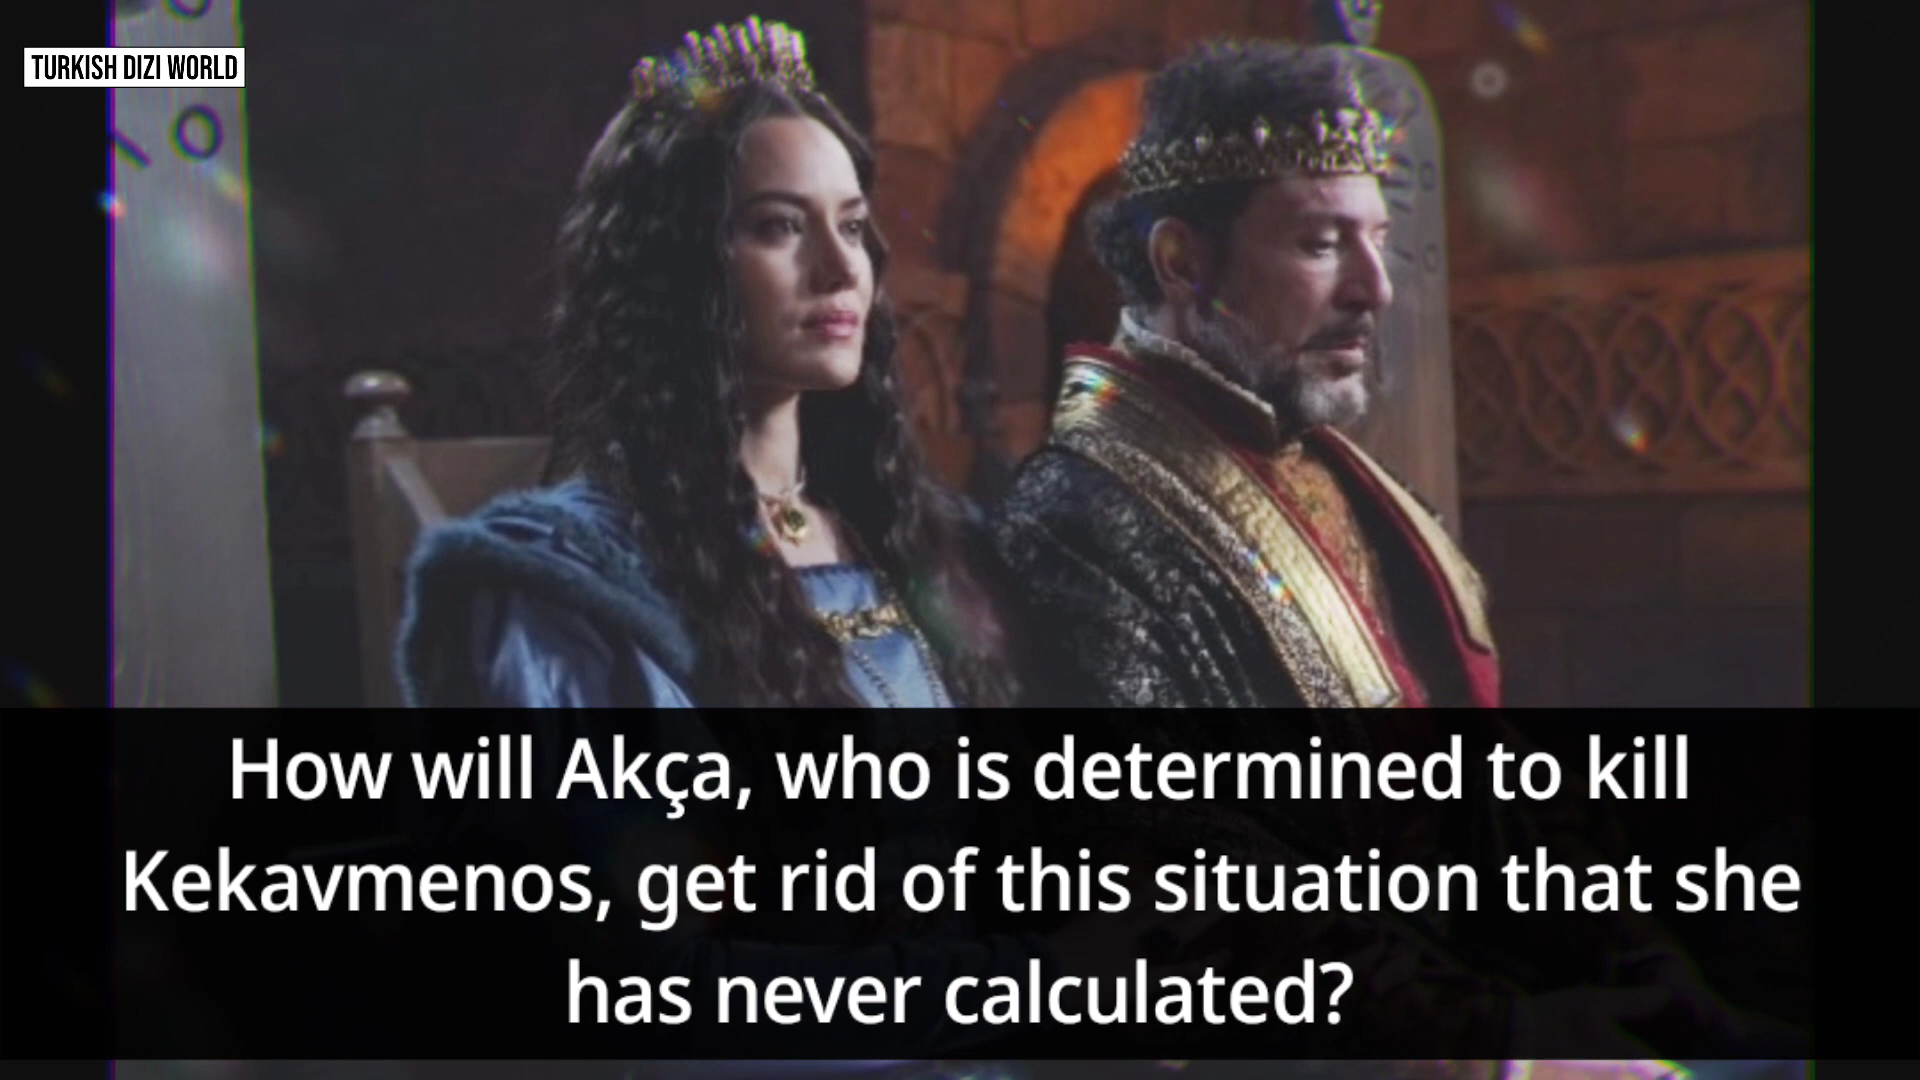 TURKISH DIZI WORLD
How will Akça, who is determined to kill
Kekavmenos, get rid of this situation that she
has never calculated?